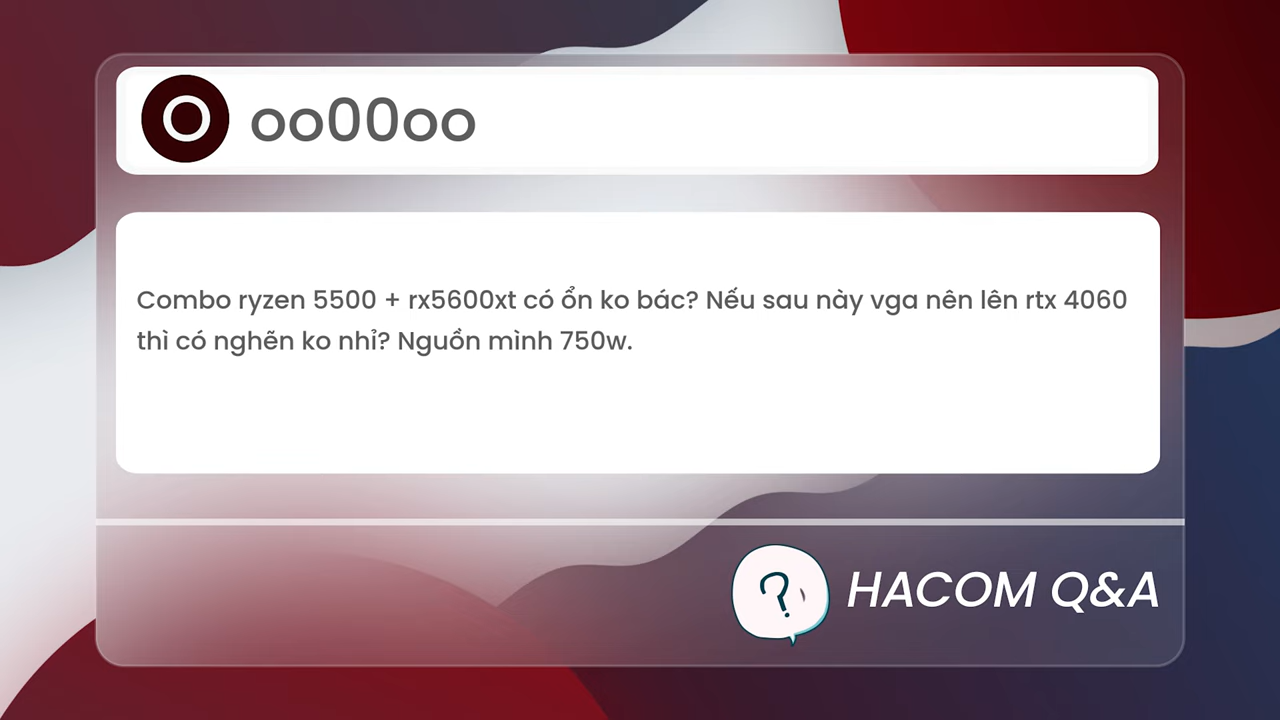 O
oo00oo
Combo ryzen 5500 + rx5600xt có ổn ko bác? Nếu sau này vga nên lên rtx 4060
thì có nghẽn ko nhỉ? Nguồn mình 750w.
?
HACOM Q&A